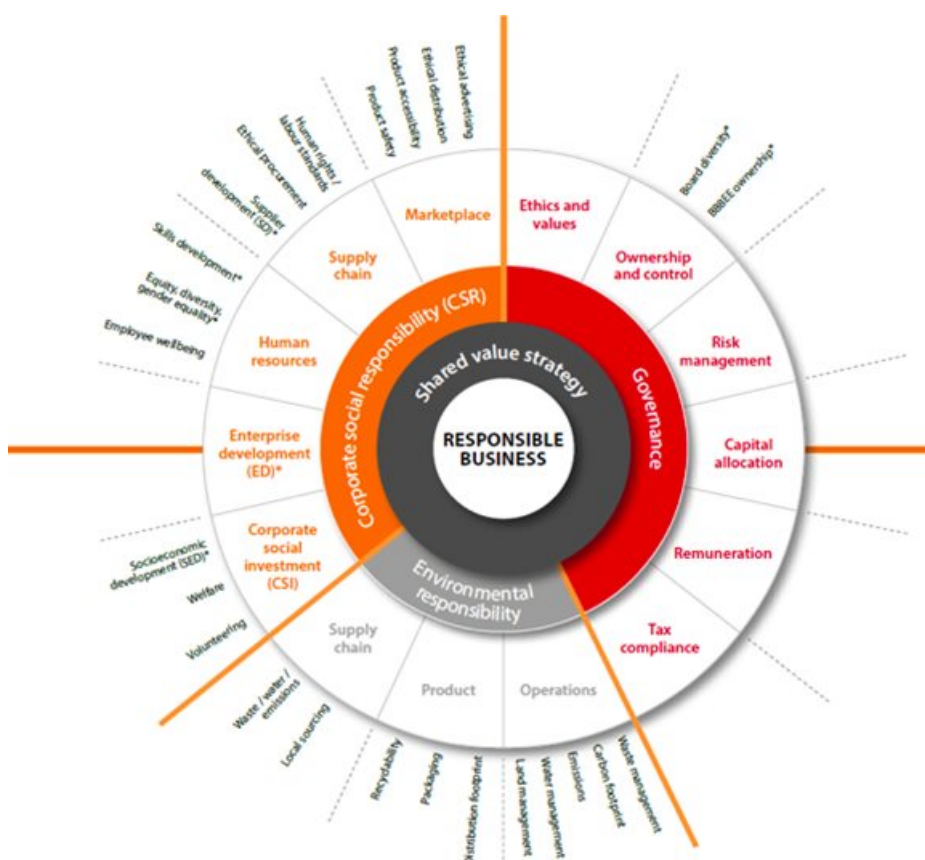 RESPONSIBLE
BUSINESS
Shared value strategy
Corporate social responsibility (CSR)
Governance
Environmental
responsibility
Ethics and
values
Ownership
and control
Board diversity*
BBBEE ownership*
Risk
management
Capital
allocation
Remuneration
Tax
compliance
Operations
Waste management
Carbon footprint
Emissions
Water management
Land management
Product
Distribution footprint
Packaging
Recyclability
Supply
chain
Local sourcing
Waste / water /
emissions
Corporate
social
investment
(CSI)
Volunteering
Welfare
Socioeconomic
development (SED)*
Enterprise
development
(ED)*
Human
resources
Employee wellbeing
Equity, diversity,
gender equality*
Skills development*
Supply
chain
Supplier
development (SD)*
Ethical procurement
Human rights /
labour standards
Marketplace
Product safety
Product accessibility
Ethical distribution
Ethical advertising